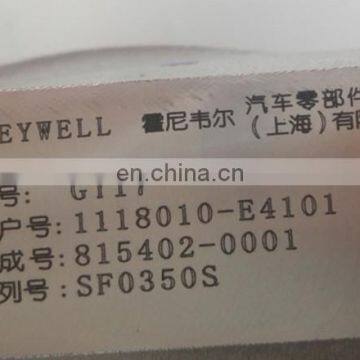 EYWELL 霍尼韦尔 汽车零部件
(上海)有限
号: GT17
户号: 1118010-E4101
成号: 815402-0001
列号: SF0350S
cn.china.cn